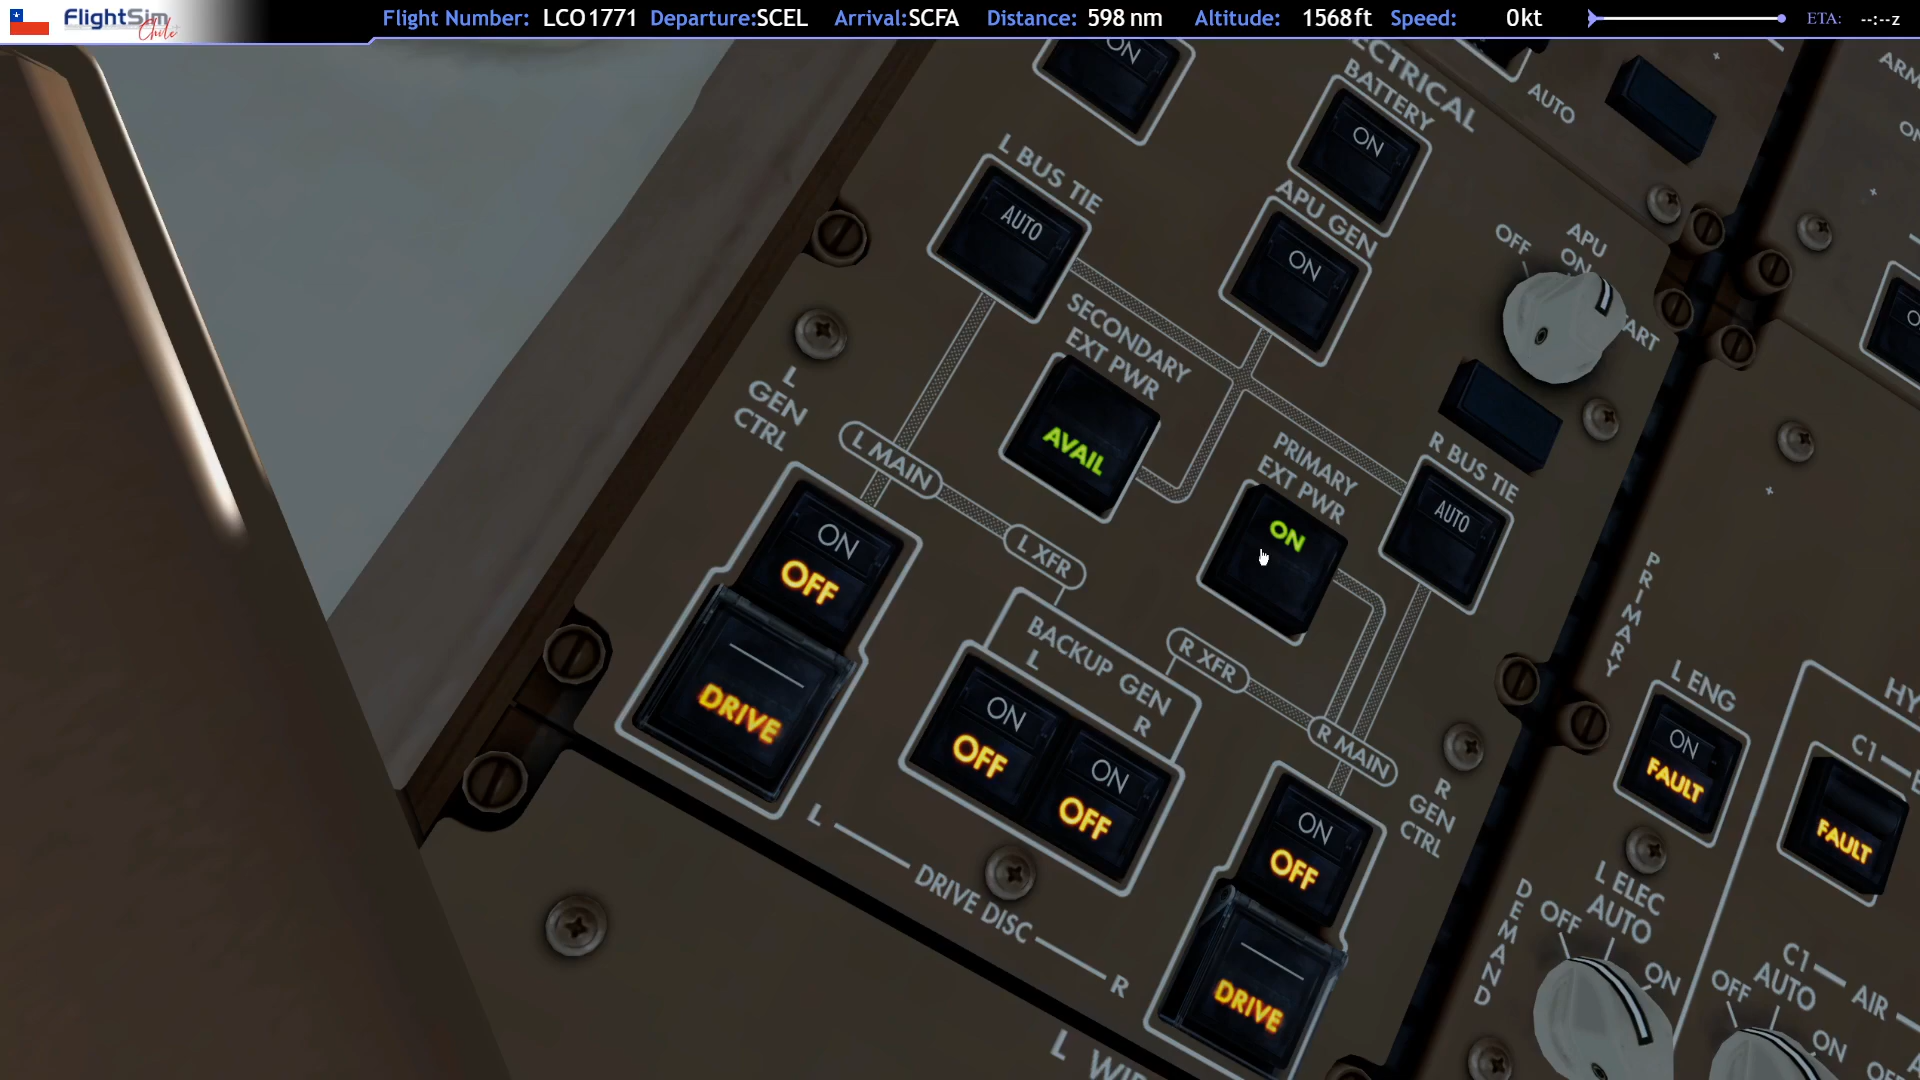 FlightSim
Chile
Flight Number: LCO1771 Departure:SCEL Arrival:SCFA Distance: 598 nm Altitude: 1568ft Speed: 0kt ETA: --:--z
ON
BATTERY
ON
AUTO
L BUS TIE
AUTO
APU GEN
ON
APU
OFF
ON
SECONDARY
EXT PWR
AVAIL
PRIMARY
EXT PWR
ON
R BUS TIE
AUTO
L
GEN
CTRL
L MAIN
L XFR
ON
OFF
DRIVE
BACKUP GEN
L
R
ON
OFF
ON
OFF
R XFR
R MAIN
R
GEN
CTRL
ON
OFF
DRIVE
L
DRIVE DISC
R
PRIMARY
L ENG
ON
FAULT
C1
FAULT
DEMAND
L ELEC
OFF
AUTO
ON
C1
AIR
OFF
AUTO
ON
L